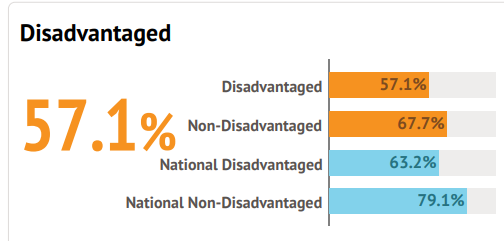 Disadvantaged
57.1%
Disadvantaged 57.1%
Non-Disadvantaged 67.7%
National Disadvantaged 63.2%
National Non-Disadvantaged 79.1%